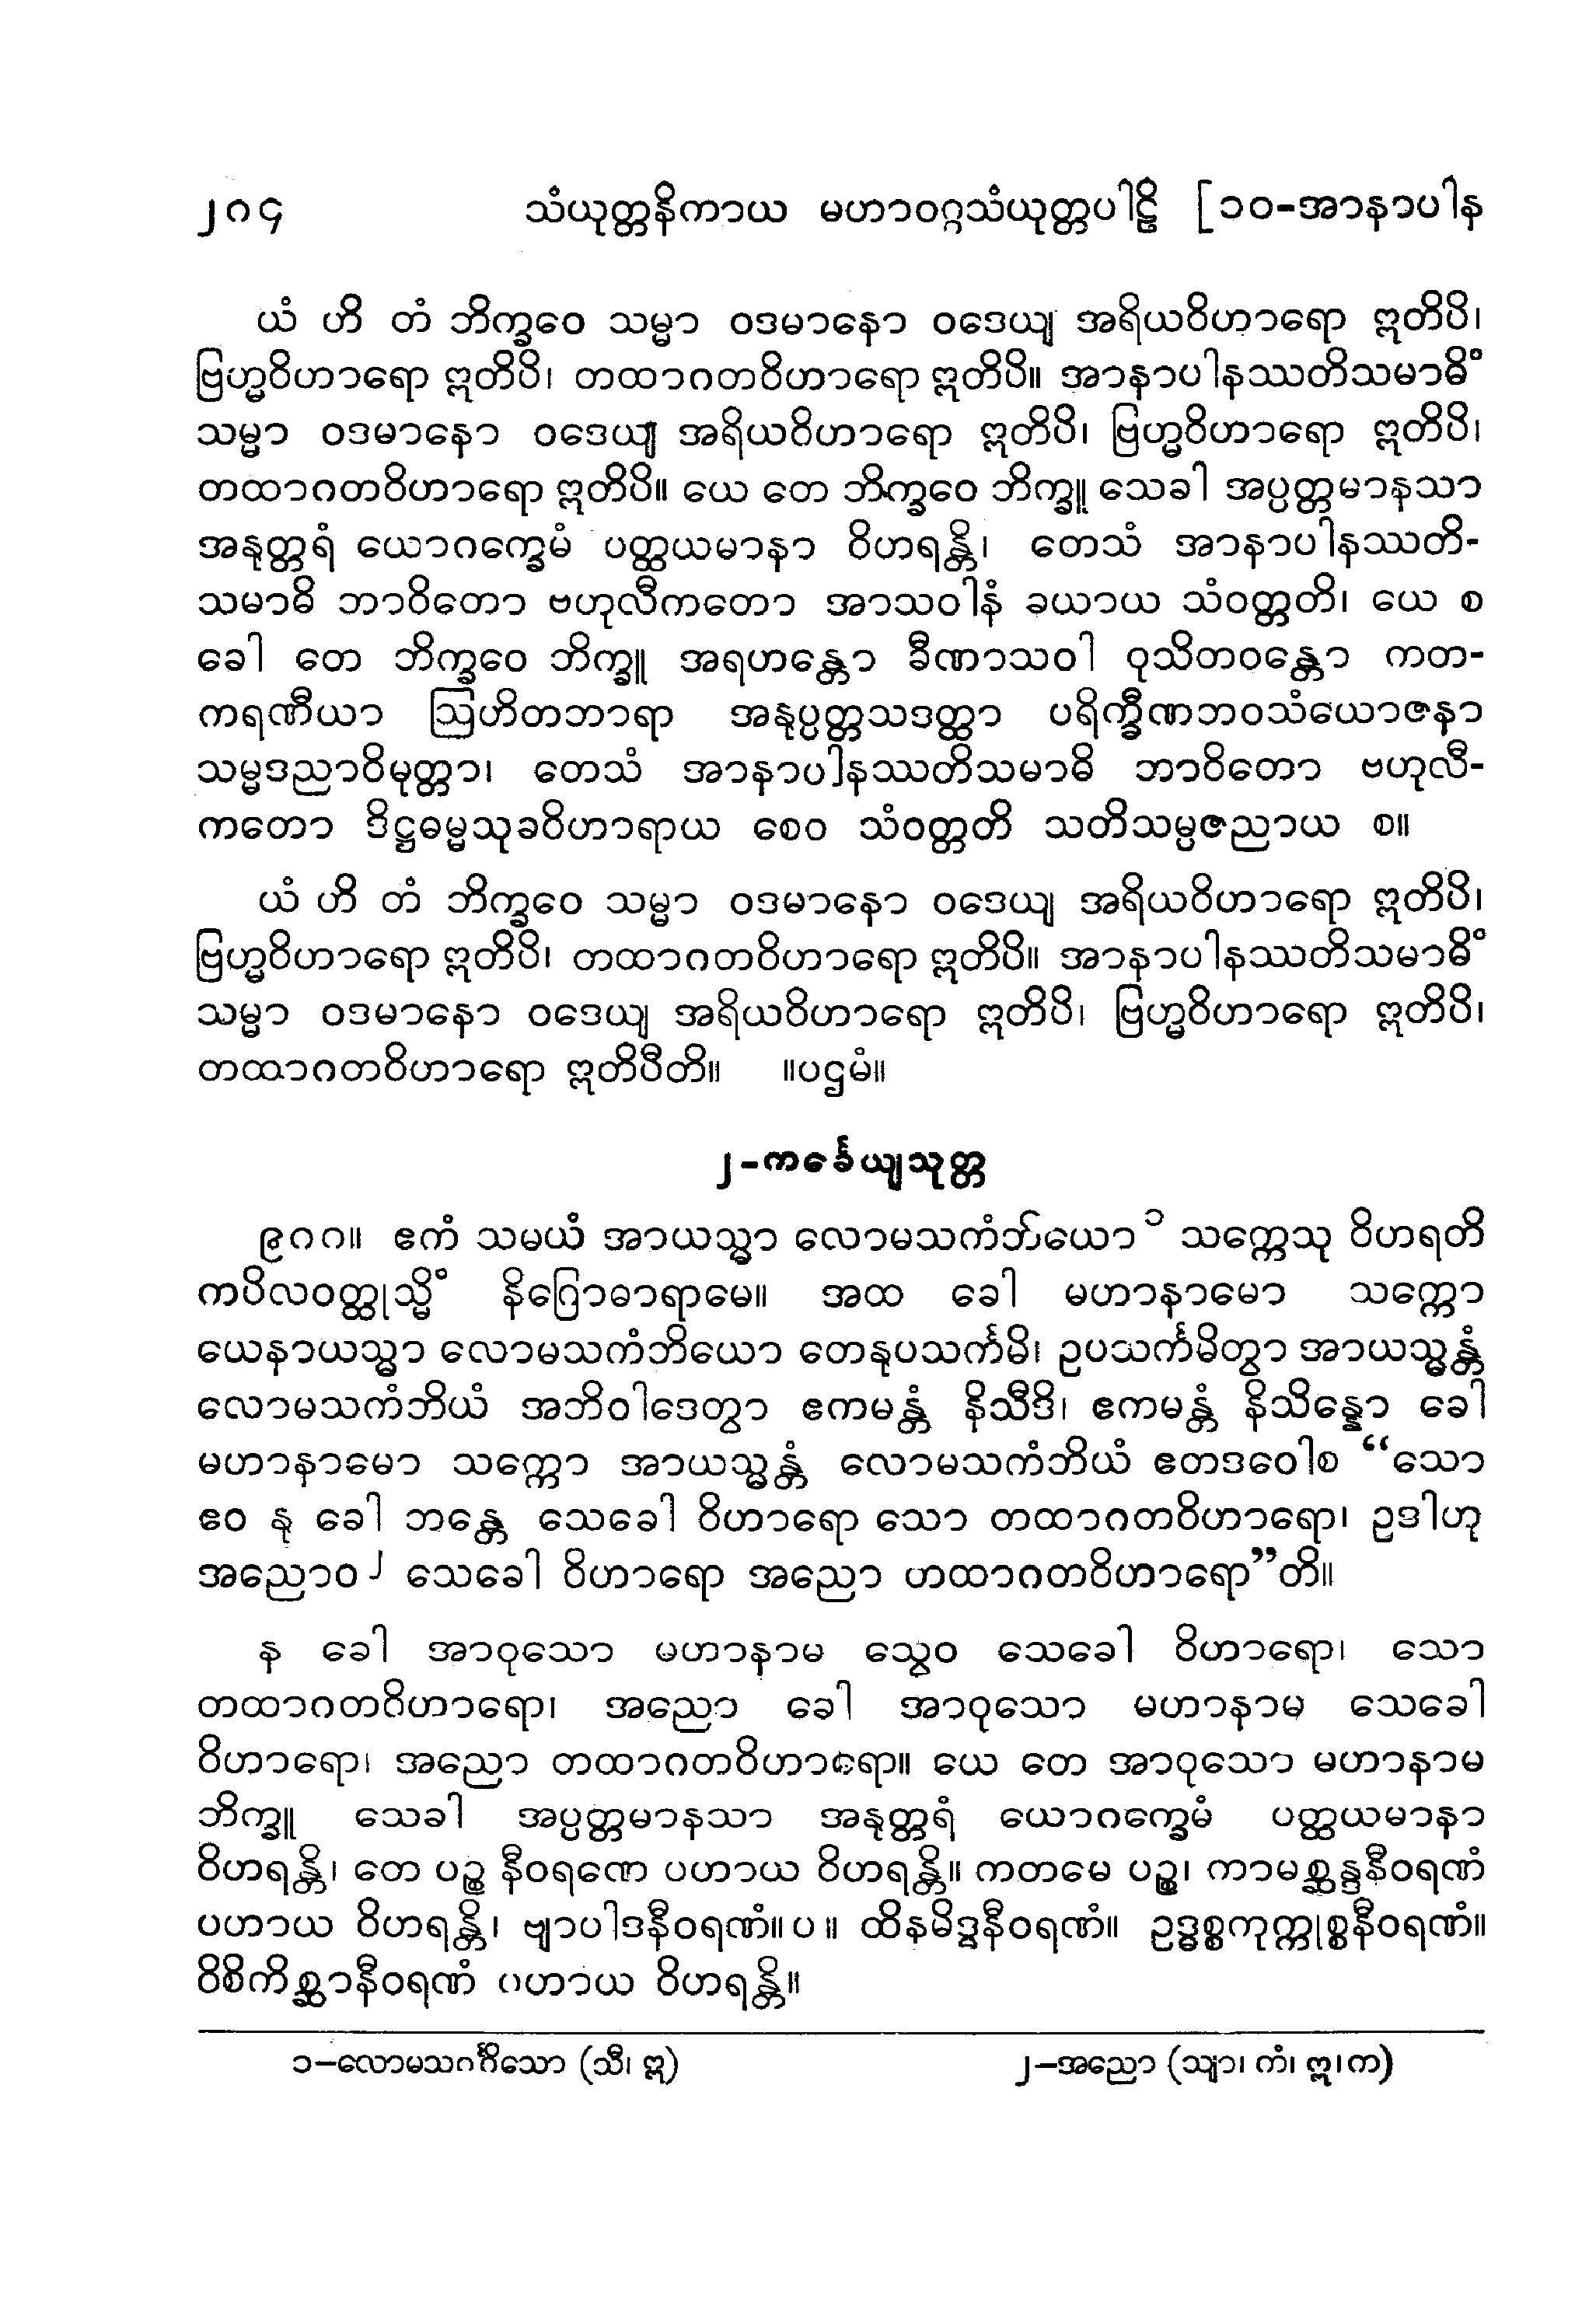 ၂၈၄ သံယုတ္တနိကာယ မဟာဝဂ္ဂသံယုတ္တပါဠိ [၁၀-အာနာပါန
ယံ ဟိ တံ ဘိက္ခဝေ သမ္မာ ဝဒမာနော ဝဒေယျ အရိယဝိဟာရော ဣတိပိ၊
ဗြဟ္မဝိဟာရော ဣတိပိ၊ တထာဂတဝိဟာရော ဣတိပိ။ အာနာပါနဿတိသမာဓိံ
သမ္မာ ဝဒမာနော ဝဒေယျ အရိယဝိဟာရော ဣတိပိ၊ ဗြဟ္မဝိဟာရော ဣတိပိ၊
တထာဂတဝိဟာရော ဣတိပိ။ ယေ တေ ဘိက္ခဝေ ဘိက္ခူ သေခါ အပ္ပတ္တမာနသာ
အနုတ္တရံ ယောဂက္ခေမံ ပတ္ထယမာနာ ဝိဟရန္တိ၊ တေသံ အာနာပါနဿတိ-
သမာဓိ ဘာဝိတော ဗဟုလီကတော အာသဝါနံ ခယာယ သံဝတ္တတိ၊ ယေ စ
ခေါ တေ ဘိက္ခဝေ ဘိက္ခူ အရဟန္တော ခီဏာသဝါ ဝုသိတဝန္တော ကတ-
ကရဏီယာ ဩဟိတဘာရာ အနုပ္ပတ္တသဒတ္ထာ ပရိက္ခီဏဘဝသံယောဇနာ
သမ္မဒညာဝိမုတ္တာ၊ တေသံ အာနာပါနဿတိသမာဓိ ဘာဝိတော ဗဟုလီ-
ကတော ဒိဋ္ဌဓမ္မသုခဝိဟာရာယ စေဝ သံဝတ္တတိ သတိသမ္ပဇညာယ စ။
ယံ ဟိ တံ ဘိက္ခဝေ သမ္မာ ဝဒမာနော ဝဒေယျ အရိယဝိဟာရော ဣတိပိ၊
ဗြဟ္မဝိဟာရော ဣတိပိ၊ တထာဂတဝိဟာရော ဣတိပိ။ အာနာပါနဿတိသမာဓိံ
သမ္မာ ဝဒမာနော ဝဒေယျ အရိယဝိဟာရော ဣတိပိ၊ ဗြဟ္မဝိဟာရော ဣတိပိ၊
တထာဂတဝိဟာရော ဣတိပီတိ။ ။ပဌမံ။
၂-ကင်္ခေယျသုတ္တ
၉၈၈။ ဧကံ သမယံ အာယသ္မာ လောမသကံဘိယော၁ သက္ကေသု ဝိဟရတိ
ကပိလဝတ္ထုသ္မိံ နိဂြောဓာရာမေ။ အထ ခေါ မဟာနာမော သက္ကော
ယေနာယသ္မာ လောမသကံဘိယော တေနုပသင်္ကမိ၊ ဥပသင်္ကမိတွာ အာယသ္မန္တံ
လောမသကံဘိယံ အဘိဝါဒေတွာ ဧကမန္တံ နိသီဒိ၊ ဧကမန္တံ နိသိန္နော ခေါ
မဟာနာမော သက္ကော အာယသ္မန္တံ လောမသကံဘိယံ ဧတဒဝေါစ “သော
ဧဝ နု ခေါ ဘန္တေ သေခေါ ဝိဟာရော သော တထာဂတဝိဟာရော၊ ဥဒါဟု
အညောဝ၂ သေခေါ ဝိဟာရော အညော တထာဂတဝိဟာရော”တိ။
န ခေါ အာဝုသော မဟာနာမ သွေဝ သေခေါ ဝိဟာရော၊ သော
တထာဂတဝိဟာရော၊ အညော ခေါ အာဝုသော မဟာနာမ သေခေါ
ဝိဟာရော၊ အညော တထာဂတဝိဟာရော။ ယေ တေ အာဝုသော မဟာနာမ
ဘိက္ခူ သေခါ အပ္ပတ္တမာနသာ အနုတ္တရံ ယောဂက္ခေမံ ပတ္ထယမာနာ
ဝိဟရန္တိ၊ တေ ပဉ္စ နီဝရဏေ ပဟာယ ဝိဟရန္တိ။ ကတမေ ပဉ္စ၊ ကာမစ္ဆန္ဒနီဝရဏံ
ပဟာယ ဝိဟရန္တိ၊ ဗျာပါဒနီဝရဏံ။ပ။ ထိနမိဒ္ဓနီဝရဏံ။ ဥဒ္ဓစ္စကုက္ကုစ္စနီဝရဏံ။
ဝိစိကိစ္ဆာနီဝရဏံ ပဟာယ ဝိဟရန္တိ။
၁-လောမသဂင်္ဂိသော (သီ၊ ဣ) ၂-အညော (သျာ၊ ကံ၊ ဣ၊ က)